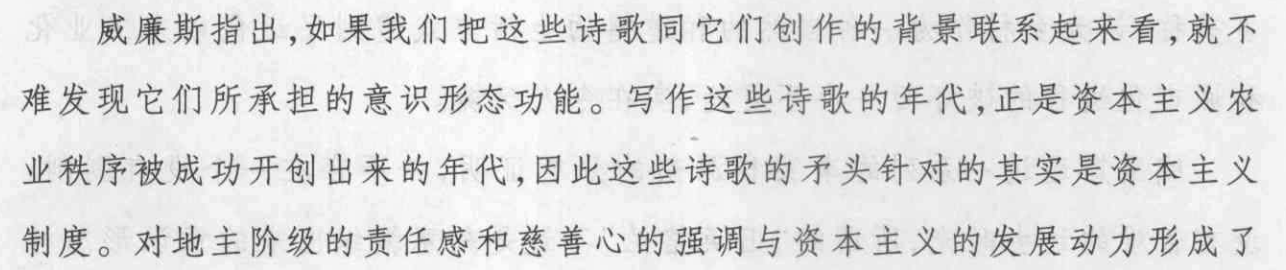 威廉斯指出,如果我们把这些诗歌同它们创作的背景联系起来看,就不
难发现它们所承担的意识形态功能。写作这些诗歌的年代,正是资本主义农
业秩序被成功开创出来的年代,因此这些诗歌的矛头针对的其实是资本主义
制度。对地主阶级的责任感和慈善心的强调与资本主义的发展动力形成了